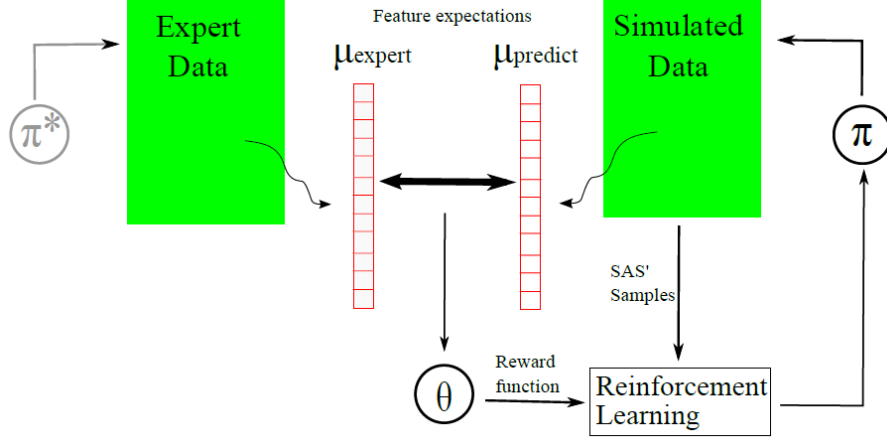 Feature expectations
Expert
Data
μexpert
μpredict
Simulated
Data
π*
π
SAS'
Samples
Reward
function
θ
Reinforcement
Learning